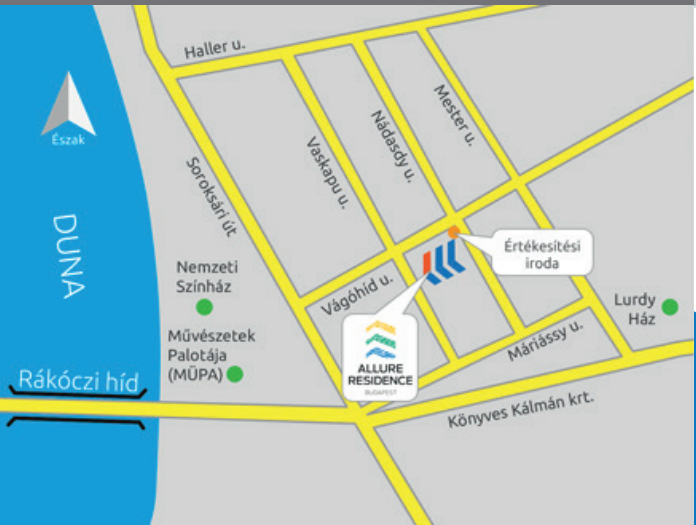 Haller u.
Észak
Mester u.
Nádasdy u.
Vaskapu u.
Soroksári út
DUNA
Értékesítési
iroda
Nemzeti
Színház
Vágóhíd u.
Lurdy
Ház
Művészetek
Palotája
(MÜPA)
Máriássy u.
ALLURE
RESIDENCE
BUDAPEST
Rákóczi híd
Könyves Kálmán krt.